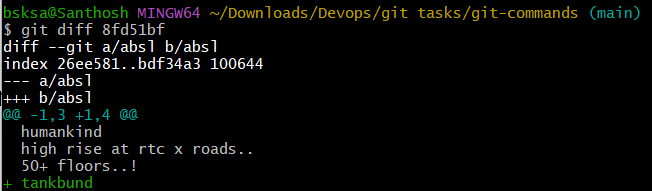 bsksa@Santhosh MINGW64 ~/Downloads/Devops/git tasks/git-commands (main)
$ git diff 8fd51bf
diff --git a/absl b/absl
index 26ee581..bdf34a3 100644
--- a/absl
+++ b/absl
@@ -1,3 +1,4 @@
  humankind
  high rise at rtc x roads..
  50+ floors..!
+ tankbund